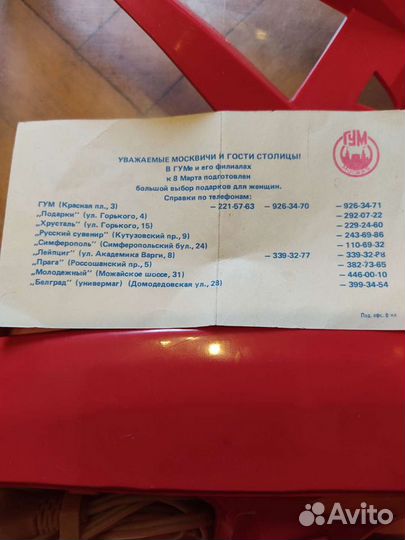 ГУМ
МОСКВА
УВАЖАЕМЫЕ МОСКВИЧИ И ГОСТИ СТОЛИЦЫ!
В ГУМе и его филиалах
к 8 Марта подготовлен
большой выбор подарков для женщин.
Справки по телефонам:
ГУМ (Красная пл., 3) — 221-57-63 — 926-34-70 — 926-34-71
„Подарки" (ул. Горького, 4) — 292-07-22
„Хрусталь" (ул. Горького, 15) — 229-24-60
„Русский сувенир" (Кутузовский пр., 9) — 243-69-86
„Симферополь" (Симферопольский бул., 24) — 110-69-32
„Лейпциг" (ул. Академика Варги, 8) — 339-32-77 — 339-32-88
„Прага" (Россошанский пр., 5) — 382-73-65
„Молодежный" (Можайское шоссе, 31) — 446-00-10
„Белград" (универмаг) (Домодедовская ул., 28) — 399-34-54
Avito